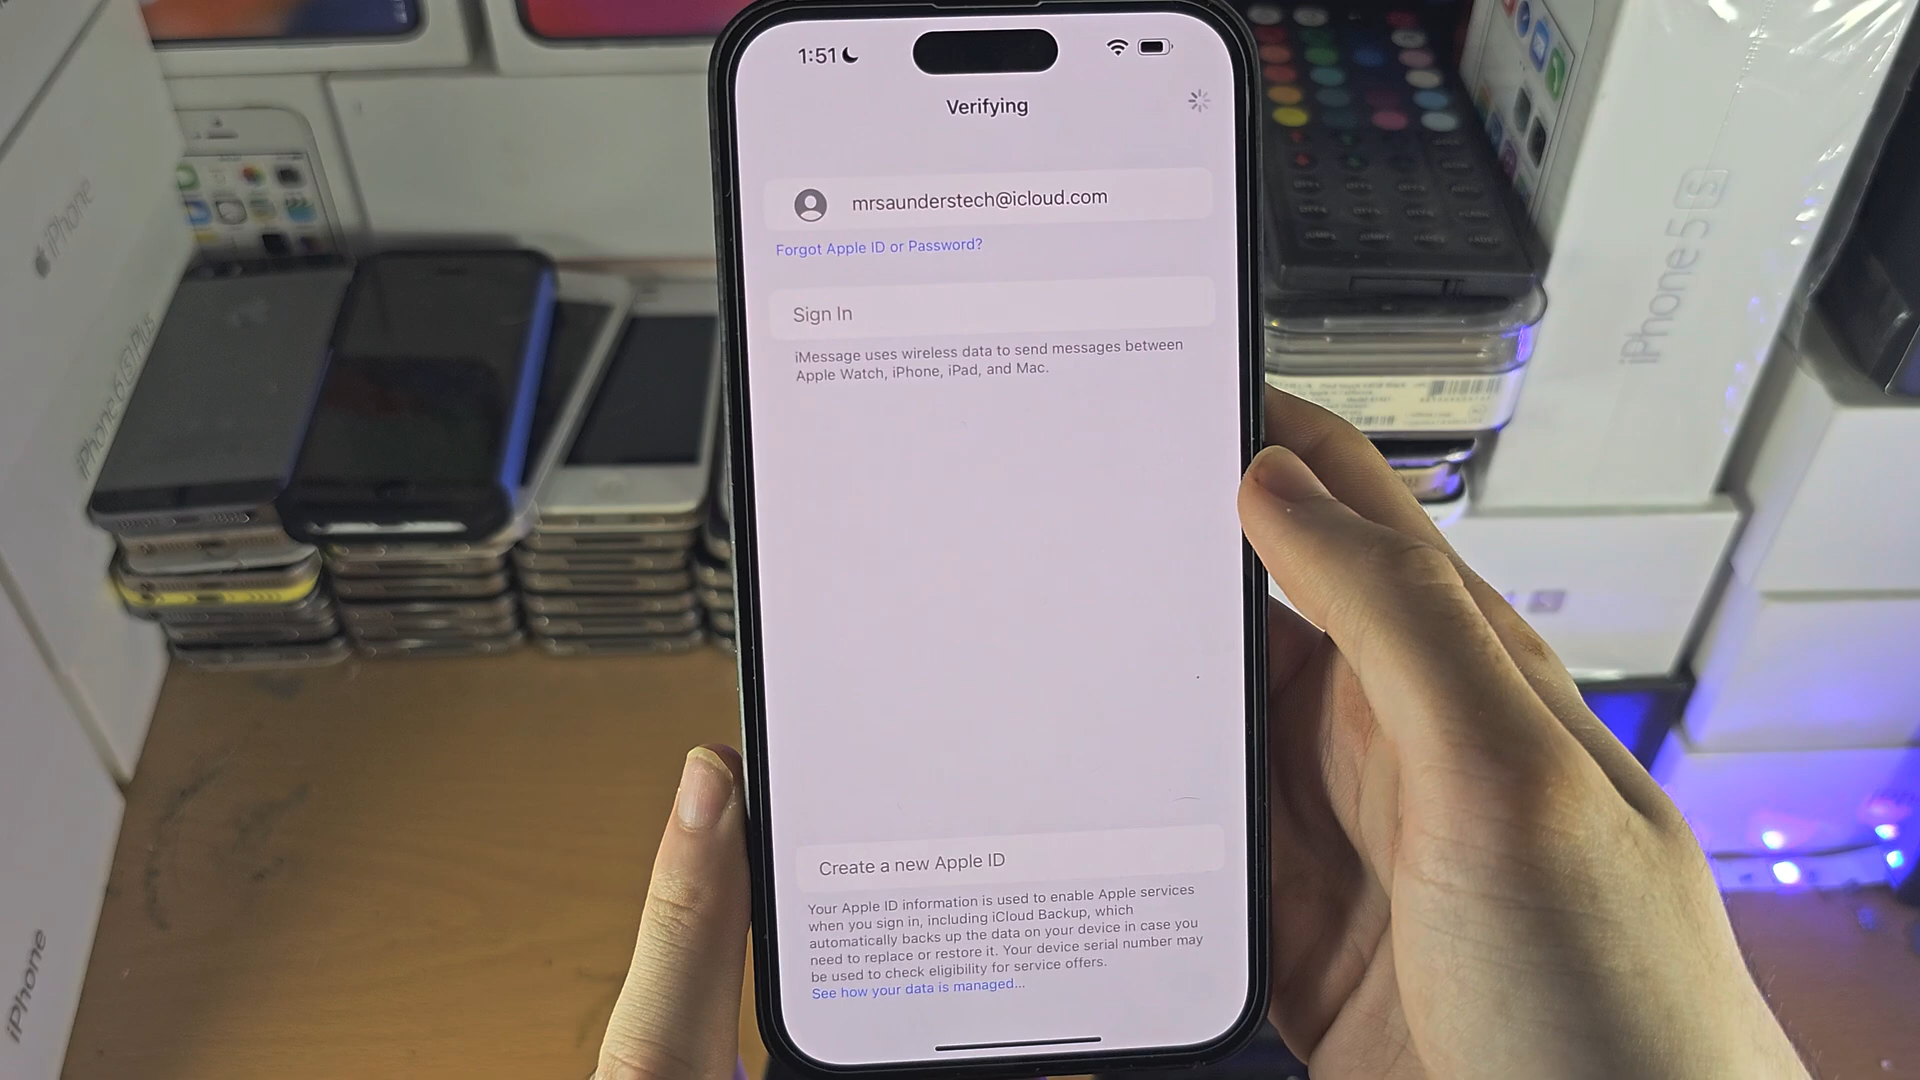 1:51
Verifying
mrsaunderstech@icloud.com
Forgot Apple ID or Password?
Sign In
iMessage uses wireless data to send messages between
Apple Watch, iPhone, iPad, and Mac.
Create a new Apple ID
Your Apple ID information is used to enable Apple services
when you sign in, including iCloud Backup, which
automatically backs up the data on your device in case you
need to replace or restore it. Your device serial number may
be used to check eligibility for service offers.
See how your data is managed...
iPhone
iPhone 6(s) Plus
iPhone
iPhone 5S